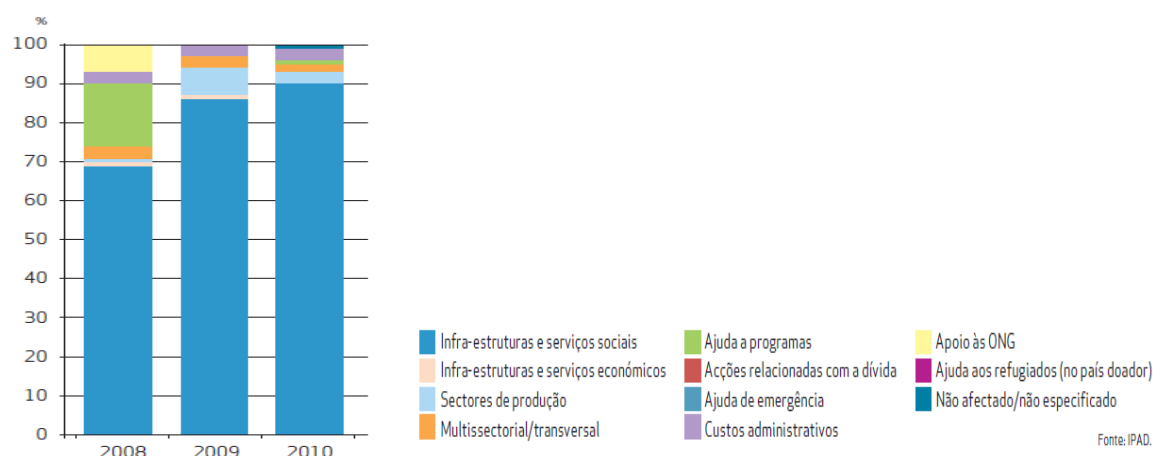 %
100
90
80
70
60
50
40
30
20
10
0
2008 2009 2010
Infra-estruturas e serviços sociais
Infra-estruturas e serviços económicos
Sectores de produção
Multissectorial/transversal
Ajuda a programas
Acções relacionadas com a dívida
Ajuda de emergência
Custos administrativos
Apoio às ONG
Ajuda aos refugiados (no país doador)
Não afectado/não especificado
Fonte: IPAD.